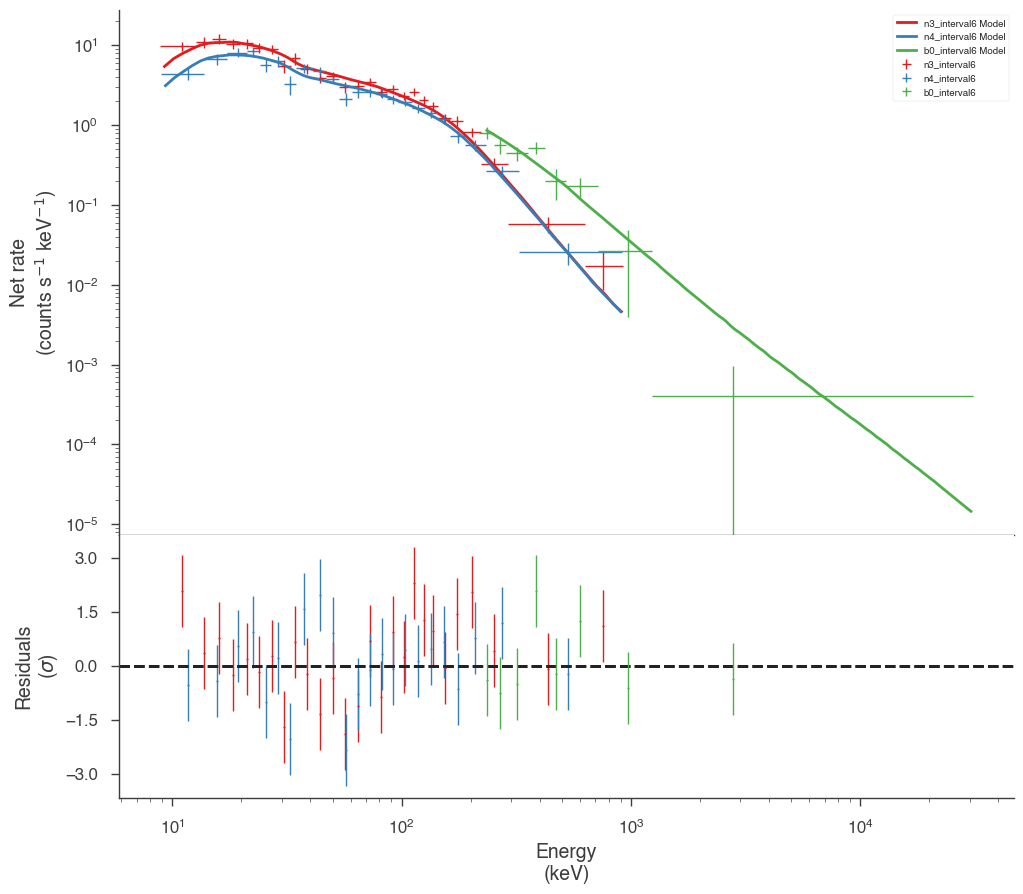 n3_interval6 Model
n4_interval6 Model
b0_interval6 Model
n3_interval6
n4_interval6
b0_interval6
Net rate
(counts s⁻¹ keV⁻¹)
10¹
10⁰
10⁻¹
10⁻²
10⁻³
10⁻⁴
10⁻⁵
Residuals
(σ)
3.0
1.5
0.0
−1.5
−3.0
10¹ 10² 10³ 10⁴
Energy
(keV)